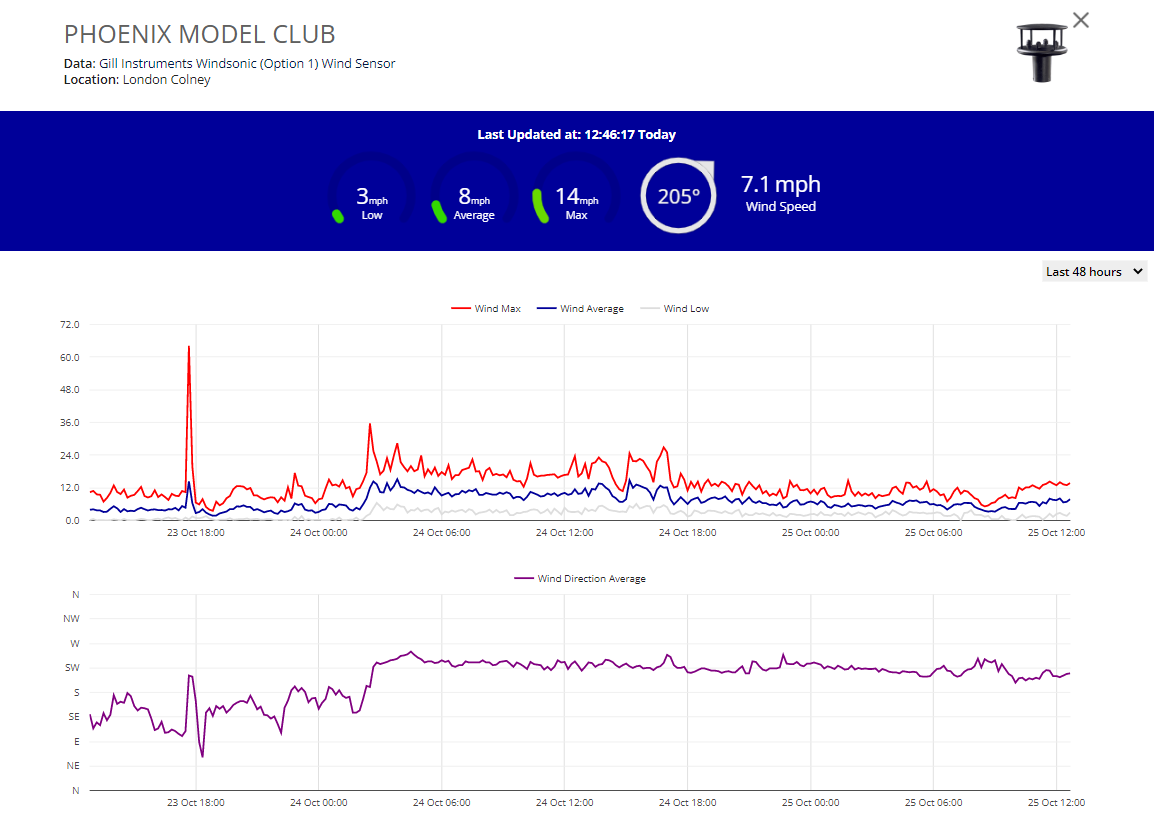 PHOENIX MODEL CLUB
Data: Gill Instruments Windsonic (Option 1) Wind Sensor
Location: London Colney
Last Updated at: 12:46:17 Today
3mph
Low
8mph
Average
14mph
Max
205°
7.1 mph
Wind Speed
Last 48 hours
Wind Max Wind Average Wind Low
72.0
60.0
48.0
36.0
24.0
12.0
0.0
23 Oct 18:00 24 Oct 00:00 24 Oct 06:00 24 Oct 12:00 24 Oct 18:00 25 Oct 00:00 25 Oct 06:00 25 Oct 12:00
Wind Direction Average
N
NW
W
SW
S
SE
E
NE
N
23 Oct 18:00 24 Oct 00:00 24 Oct 06:00 24 Oct 12:00 24 Oct 18:00 25 Oct 00:00 25 Oct 06:00 25 Oct 12:00